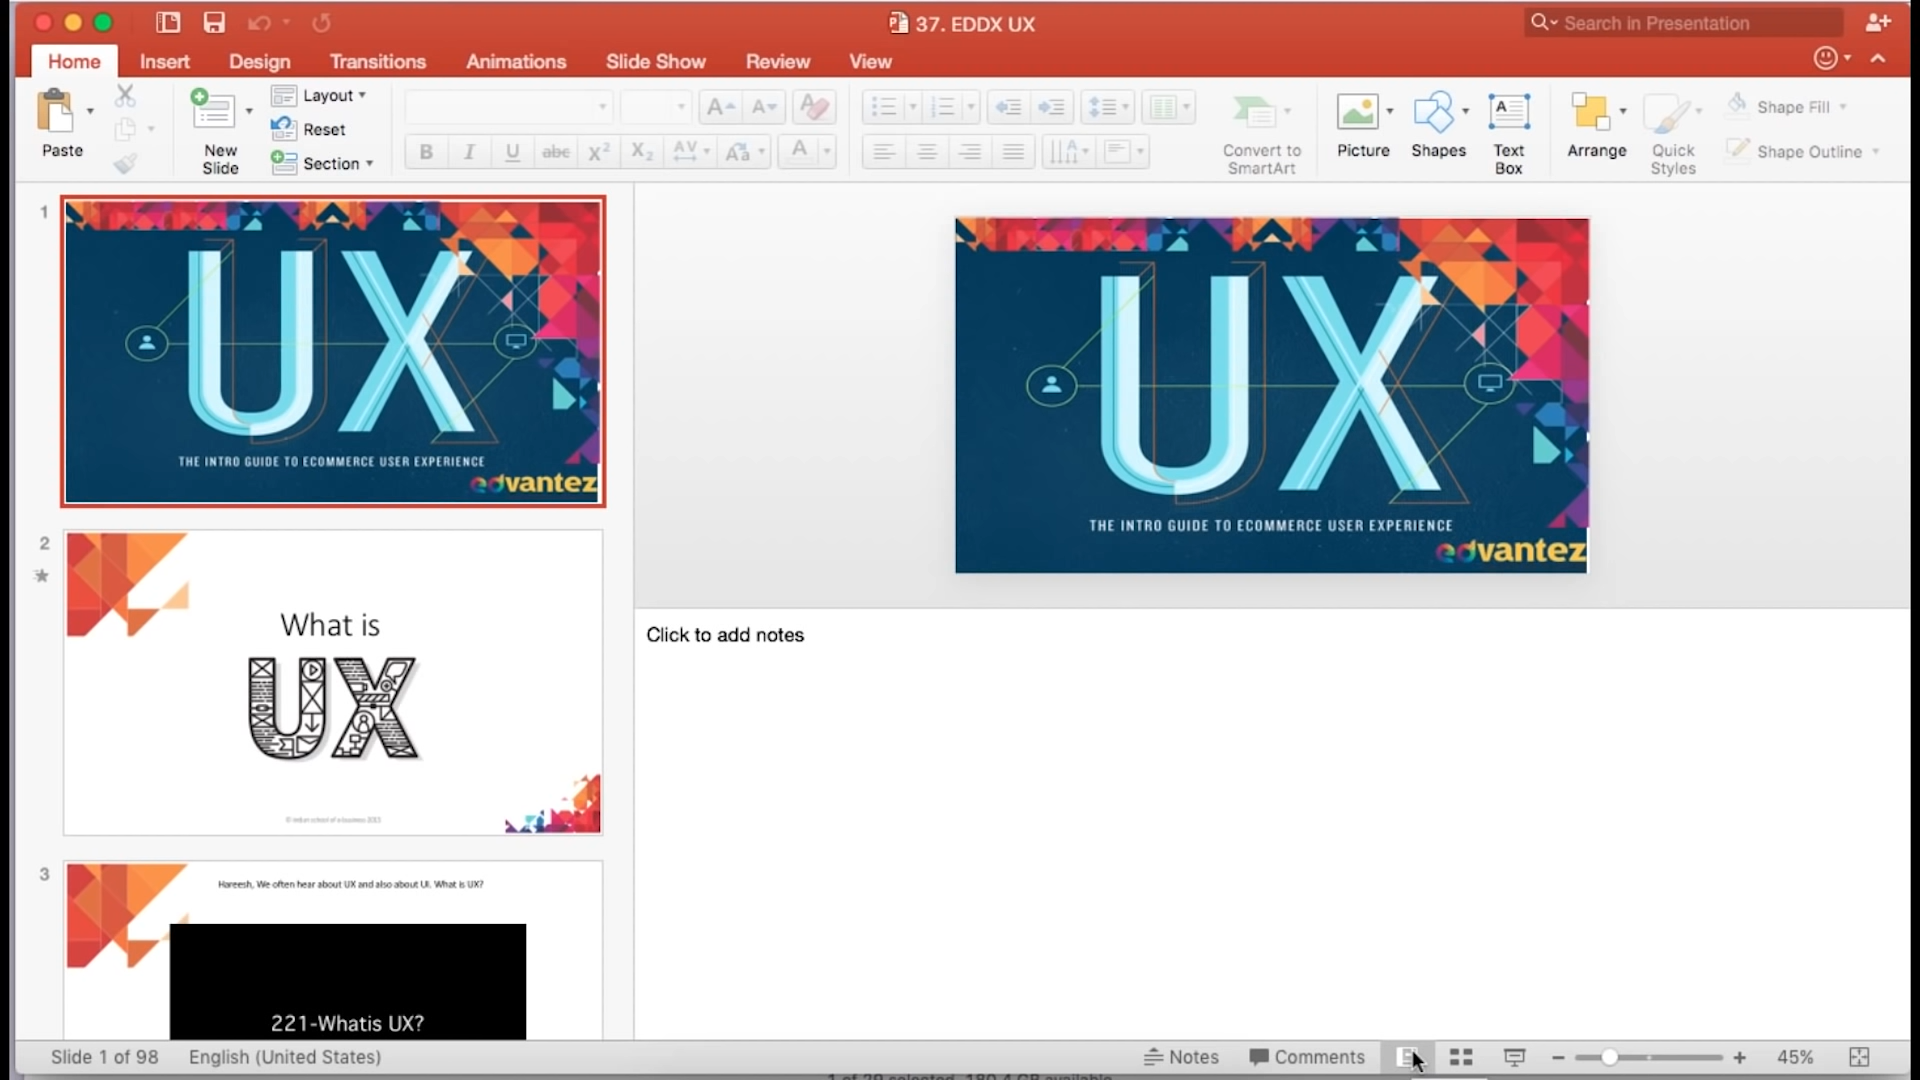 37. EDDX UX
Search in Presentation
Home Insert Design Transitions Animations Slide Show Review View
Paste
New Slide
Layout
Reset
Section
Convert to SmartArt
Picture
Shapes
Text Box
Arrange
Quick Styles
Shape Fill
Shape Outline
1
UX
THE INTRO GUIDE TO ECOMMERCE USER EXPERIENCE
edvantez
2
What is
UX
3
Hareesh, We often hear about UX and also about UI. What is UX?
221-Whatis UX?
UX
THE INTRO GUIDE TO ECOMMERCE USER EXPERIENCE
edvantez
Click to add notes
Slide 1 of 98 English (United States) Notes Comments 45%